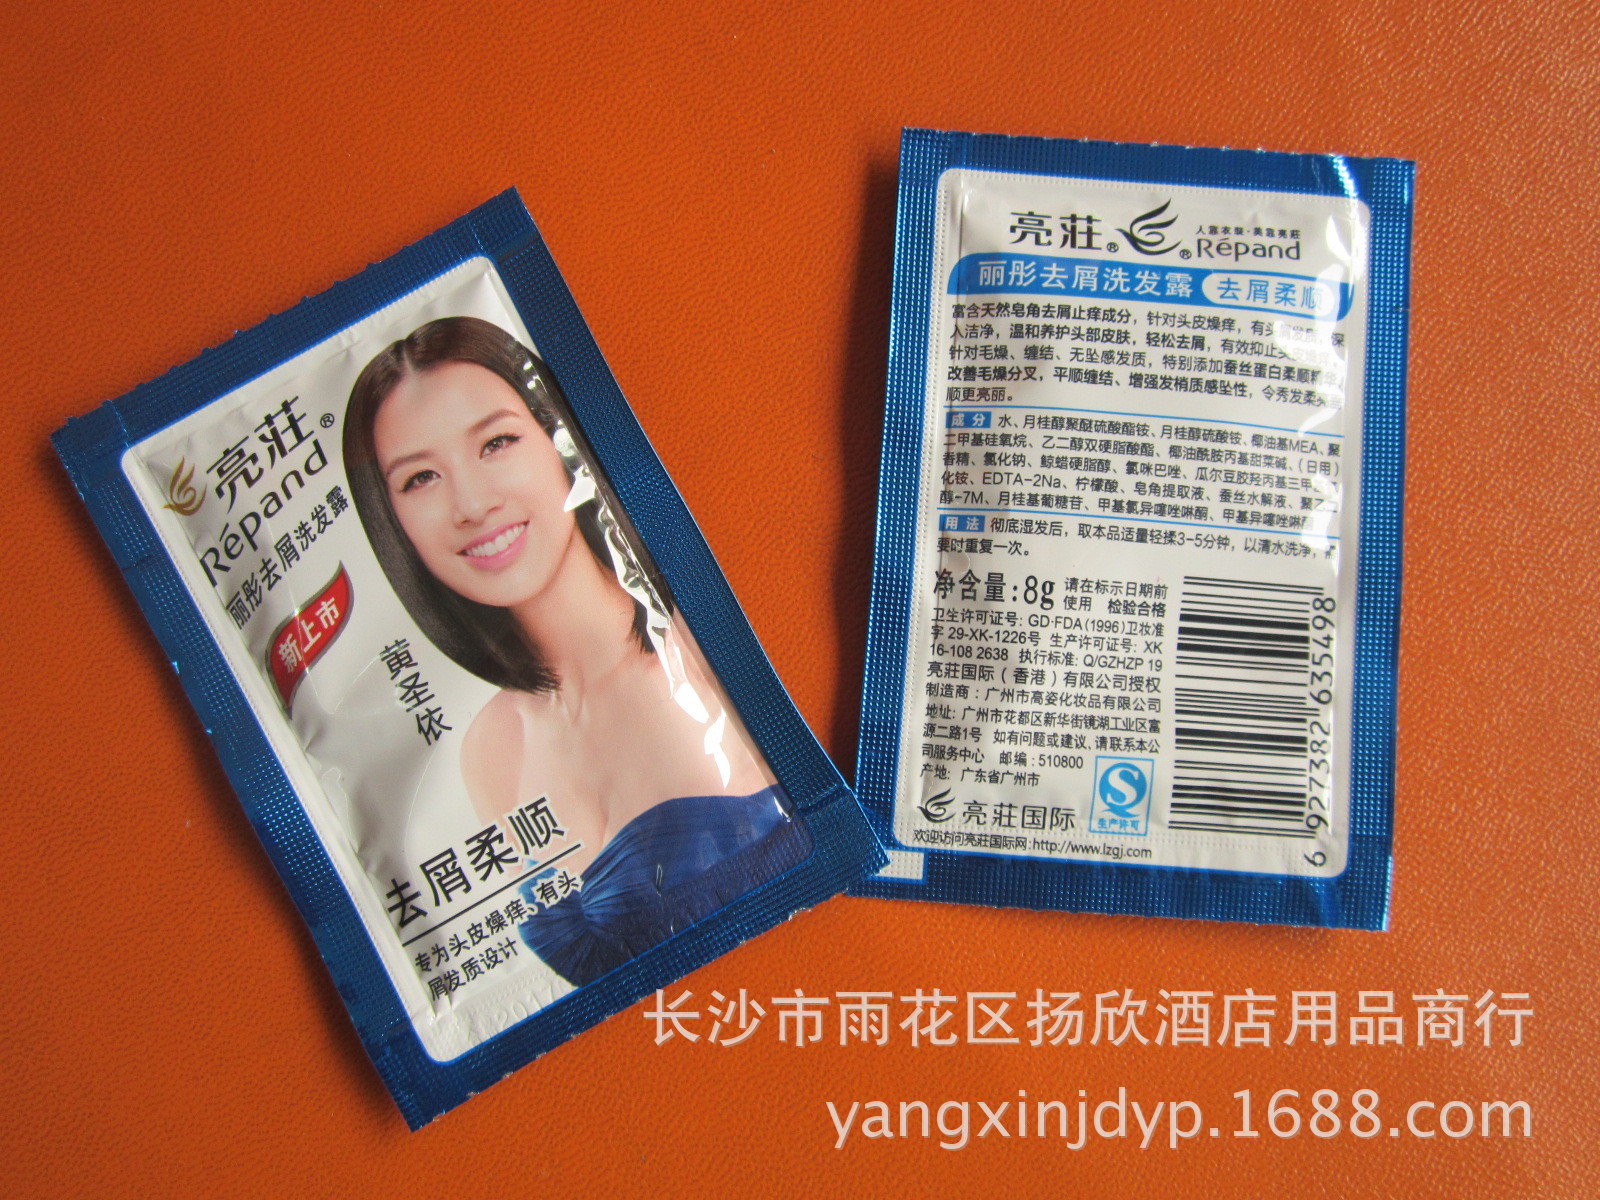 亮莊®
Répand
丽彤去屑洗发露
新上市
黄圣依
去屑柔顺
专为头皮燥痒、有头
屑发质设计
亮莊® ® 人靠衣装·美靠亮莊
Répand
丽彤去屑洗发露 去屑柔顺
富含天然皂角去屑止痒成分，针对头皮燥痒，有头
入洁净，温和养护头部皮肤，轻松去屑，有效抑止
针对毛燥、缠结、无坠感发质，特别添加蚕丝蛋白柔顺精华
改善毛燥分叉，平顺缠结、增强发梢质感坠性，令秀发柔
顺更亮丽。
成分 水、月桂醇聚醚硫酸酯铵、月桂醇硫酸铵、椰油基MEA、聚
二甲基硅氧烷、乙二醇双硬脂酸酯、椰油酰胺丙基甜菜碱、（日用）
香精、氯化钠、鲸蜡硬脂醇、氯咪巴唑、瓜尔豆胶羟丙基三甲
化铵、EDTA-2Na、柠檬酸、皂角提取液、蚕丝水解液、聚乙二
醇-7M、月桂基葡糖苷、甲基氯异噻唑啉酮、甲基异噻唑啉酮
用法 彻底湿发后，取本品适量轻揉3-5分钟，以清水洗净，
要时重复一次。
净含量:8g 请在标示日期前
使用 检验合格
卫生许可证号: GD·FDA(1996)卫妆准
字 29-XK-1226号 生产许可证号: XK
16-108 2638 执行标准: Q/GZHZP 19
亮莊国际（香港）有限公司授权
制造商：广州市高姿化妆品有限公司
地址: 广州市花都区新华街镜湖工业区富
源二路1号 如有问题或建议,请联系本公
司服务中心 邮编:510800
产地: 广东省广州市
亮莊国际
生产许可
欢迎访问亮莊国际网:http://www.lzgj.com
6 927382 635498
长沙市雨花区扬欣酒店用品商行
yangxinjdyp.1688.com